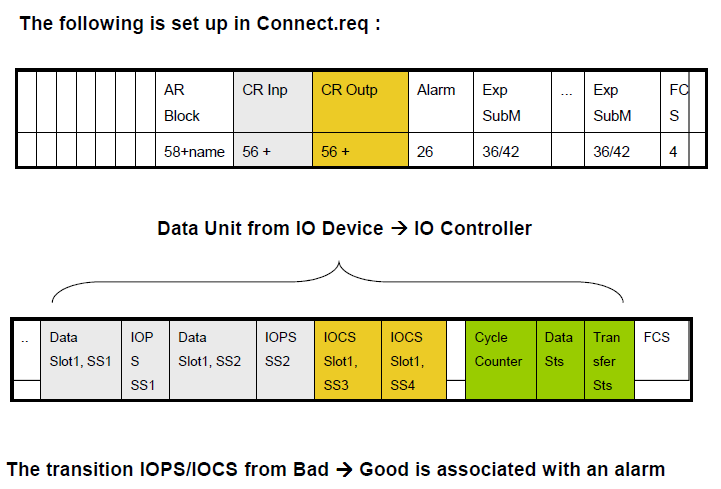 The following is set up in Connect.req :
AR CR Inp CR Outp Alarm Exp ... Exp FC
Block SubM SubM S
58+name 56 + 56 + 26 36/42 36/42 4
Data Unit from IO Device → IO Controller
.. Data IOP Data IOPS IOCS IOCS Cycle Data Tran FCS
Slot1, SS1 S Slot1, SS2 SS2 Slot1, Slot1, Counter Sts sfer
SS1 SS3 SS4 Sts
The transition IOPS/IOCS from Bad → Good is associated with an alarm